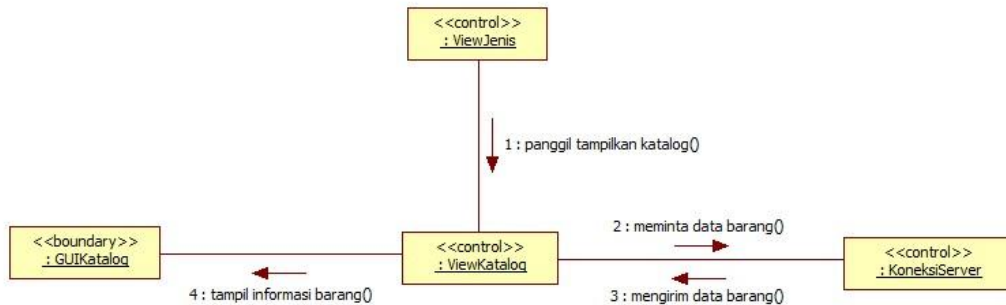 <<control>>
: ViewJenis
1 : panggil tampilkan katalog()
<<boundary>>
: GUIKatalog
4 : tampil informasi barang()
<<control>>
: ViewKatalog
2 : meminta data barang()
3 : mengirim data barang()
<<control>>
: KoneksiServer